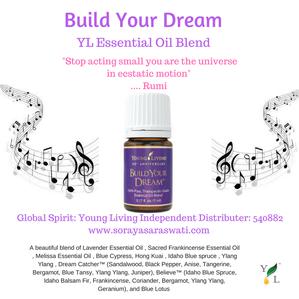 Build Your Dream
YL Essential Oil Blend
"Stop acting small you are the universe
in ecstatic motion"
.... Rumi
YOUNG LIVING
BUILD YOUR
DREAM™
Global Spirit: Young Living Independent Distributer: 540882
www.sorayasaraswati.com
A beautiful blend of Lavender Essential Oil , Sacred Frankincense Essential Oil
, Melissa Essential Oil , Blue Cypress, Hong Kuai , Idaho Blue spruce , Ylang
Ylang , Dream Catcher™ (Sandalwood, Black Pepper, Anise, Tangerine,
Bergamot, Blue Tansy, Ylang Ylang, Juniper), Believe™ (Idaho Blue Spruce,
Idaho Balsam Fir, Frankincense, Coriander, Bergamot, Ylang Ylang,
Geranium), and Blue Lotus
Y L